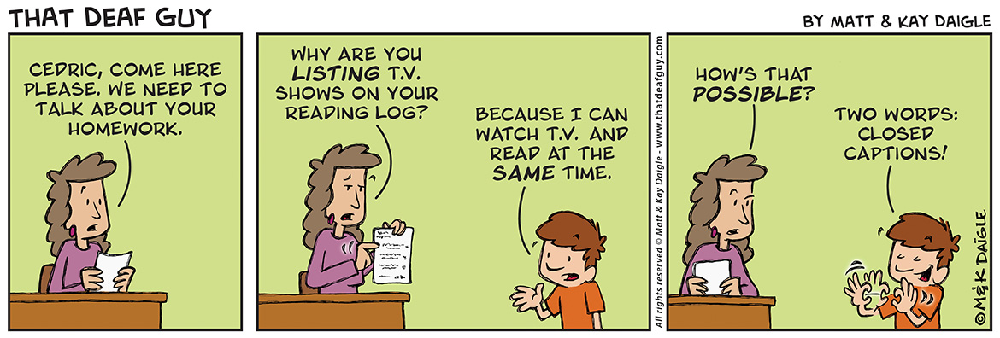 THAT DEAF GUY
BY MATT & KAY DAIGLE
CEDRIC, COME HERE
PLEASE. WE NEED TO
TALK ABOUT YOUR
HOMEWORK.
WHY ARE YOU
LISTING T.V.
SHOWS ON YOUR
READING LOG?
BECAUSE I CAN
WATCH T.V. AND
READ AT THE
SAME TIME.
All rights reserved © Matt & Kay Daigle - www.thatdeafguy.com
HOW'S THAT
POSSIBLE?
TWO WORDS:
CLOSED
CAPTIONS!
© M&K DAIGLE